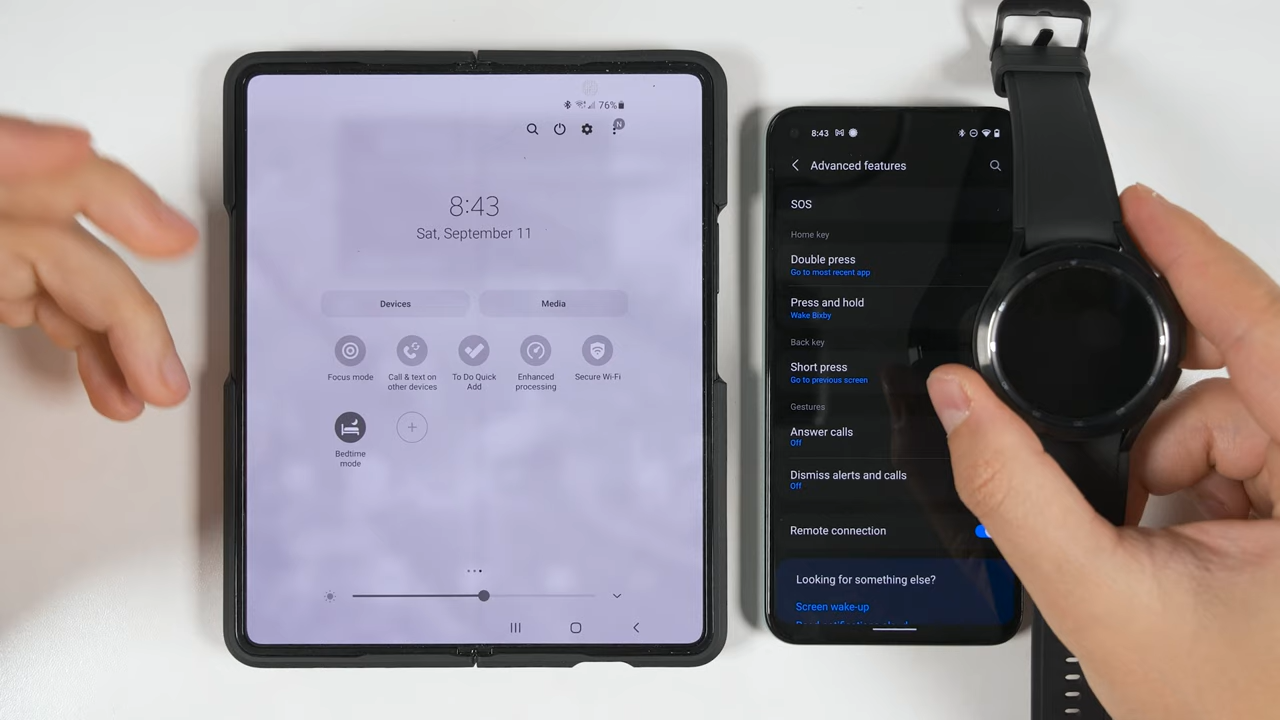 76%
N
8:43
Sat, September 11
Devices
Media
Focus mode
Call & text on
other devices
To Do Quick
Add
Enhanced
processing
Secure Wi-Fi
Bedtime
mode
8:43
Advanced features
SOS
Home key
Double press
Go to most recent app
Press and hold
Wake Bixby
Back key
Short press
Go to previous screen
Gestures
Answer calls
Off
Dismiss alerts and calls
Off
Remote connection
Looking for something else?
Screen wake-up